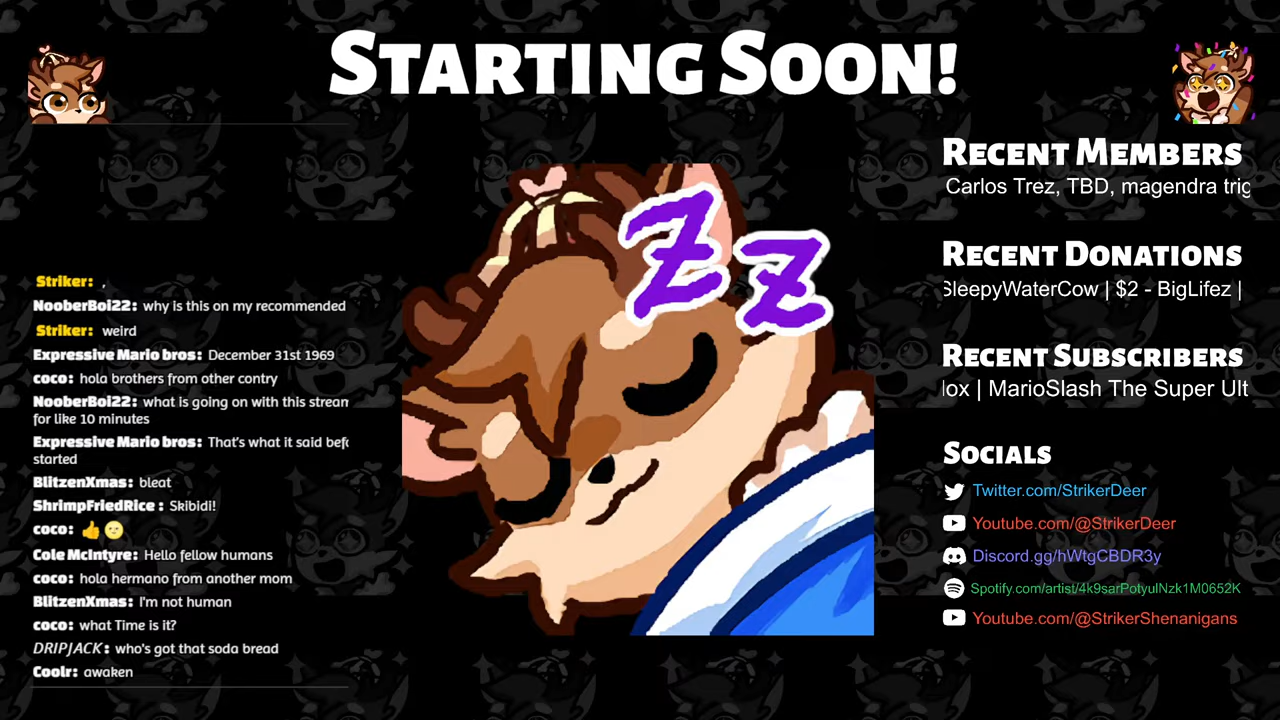 STARTING SOON!
Striker: ,
NooberBoi22: why is this on my recommended
Striker: weird
Expressive Mario bros: December 31st 1969
coco: hola brothers from other contry
NooberBoi22: what is going on with this stream
for like 10 minutes
Expressive Mario bros: That's what it said befo
started
BlitzenXmas: bleat
ShrimpFriedRice : Skibidi!
coco: 👍🌝
Cole McIntyre: Hello fellow humans
coco: hola hermano from another mom
BlitzenXmas: I'm not human
coco: what Time is it?
DRIPJACK: who's got that soda bread
Coolr: awaken
Z Z
RECENT MEMBERS
Carlos Trez, TBD, magendra trig
RECENT DONATIONS
SleepyWaterCow | $2 - BigLifez |
RECENT SUBSCRIBERS
lox | MarioSlash The Super Ult
SOCIALS
Twitter.com/StrikerDeer
Youtube.com/@StrikerDeer
Discord.gg/hWtgCBDR3y
Spotify.com/artist/4k9sarPotyulNzk1M0652K
Youtube.com/@StrikerShenanigans